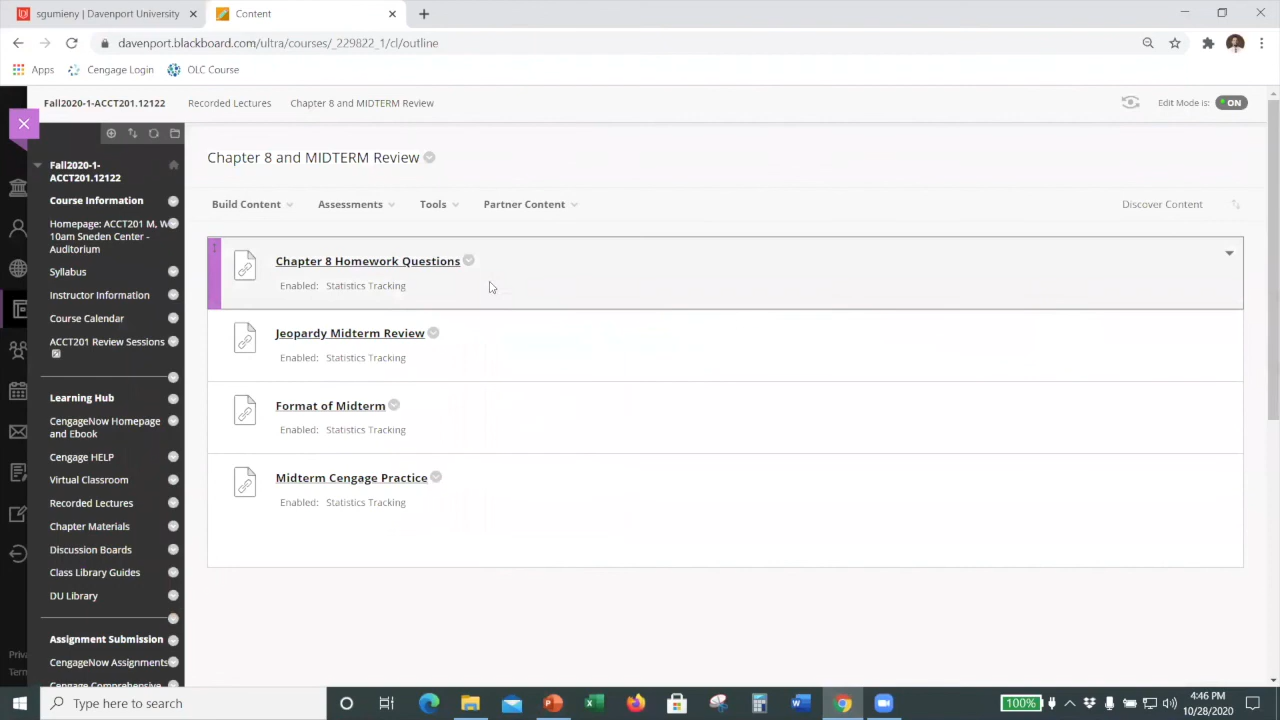 sgumieny | Davenport University
Content
davenport.blackboard.com/ultra/courses/_229822_1/cl/outline
Apps
Cengage Login
OLC Course
Fall2020-1-ACCT201.12122
Recorded Lectures
Chapter 8 and MIDTERM Review
Edit Mode is:
ON
Fall2020-1-
ACCT201.12122
Course Information
Homepage: ACCT201 M, W
10am Sneden Center -
Auditorium
Syllabus
Instructor Information
Course Calendar
ACCT201 Review Sessions
Learning Hub
CengageNow Homepage
and Ebook
Cengage HELP
Virtual Classroom
Recorded Lectures
Chapter Materials
Discussion Boards
Class Library Guides
DU Library
Assignment Submission
CengageNow Assignments
Cengage Comprehensive
Priva
Term
Chapter 8 and MIDTERM Review
Build Content
Assessments
Tools
Partner Content
Discover Content
Chapter 8 Homework Questions
Enabled: Statistics Tracking
Jeopardy Midterm Review
Enabled: Statistics Tracking
Format of Midterm
Enabled: Statistics Tracking
Midterm Cengage Practice
Enabled: Statistics Tracking
Type here to search
100%
4:46 PM
10/28/2020